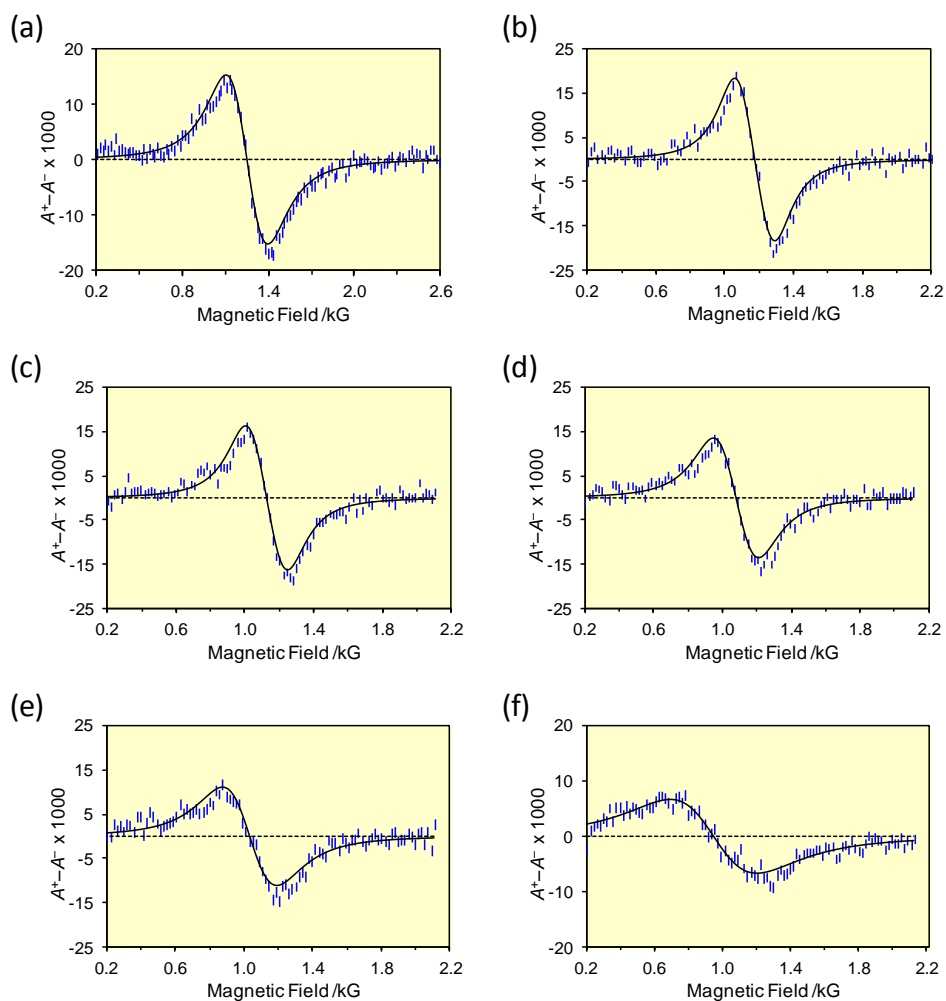 (a)
20
10
0
-10
-20
A⁺–A⁻ x 1000
0.2 0.8 1.4 2.0 2.6
Magnetic Field /kG
(b)
25
15
5
-5
-15
-25
A⁺–A⁻ x 1000
0.2 0.6 1.0 1.4 1.8 2.2
Magnetic Field /kG
(c)
25
15
5
-5
-15
-25
A⁺–A⁻ x 1000
0.2 0.6 1.0 1.4 1.8 2.2
Magnetic Field /kG
(d)
25
15
5
-5
-15
-25
A⁺–A⁻ x 1000
0.2 0.6 1.0 1.4 1.8 2.2
Magnetic Field /kG
(e)
25
15
5
-5
-15
-25
A⁺–A⁻ x 1000
0.2 0.6 1.0 1.4 1.8 2.2
Magnetic Field /kG
(f)
20
10
0
-10
-20
A⁺–A⁻ x 1000
0.2 0.6 1.0 1.4 1.8 2.2
Magnetic Field /kG